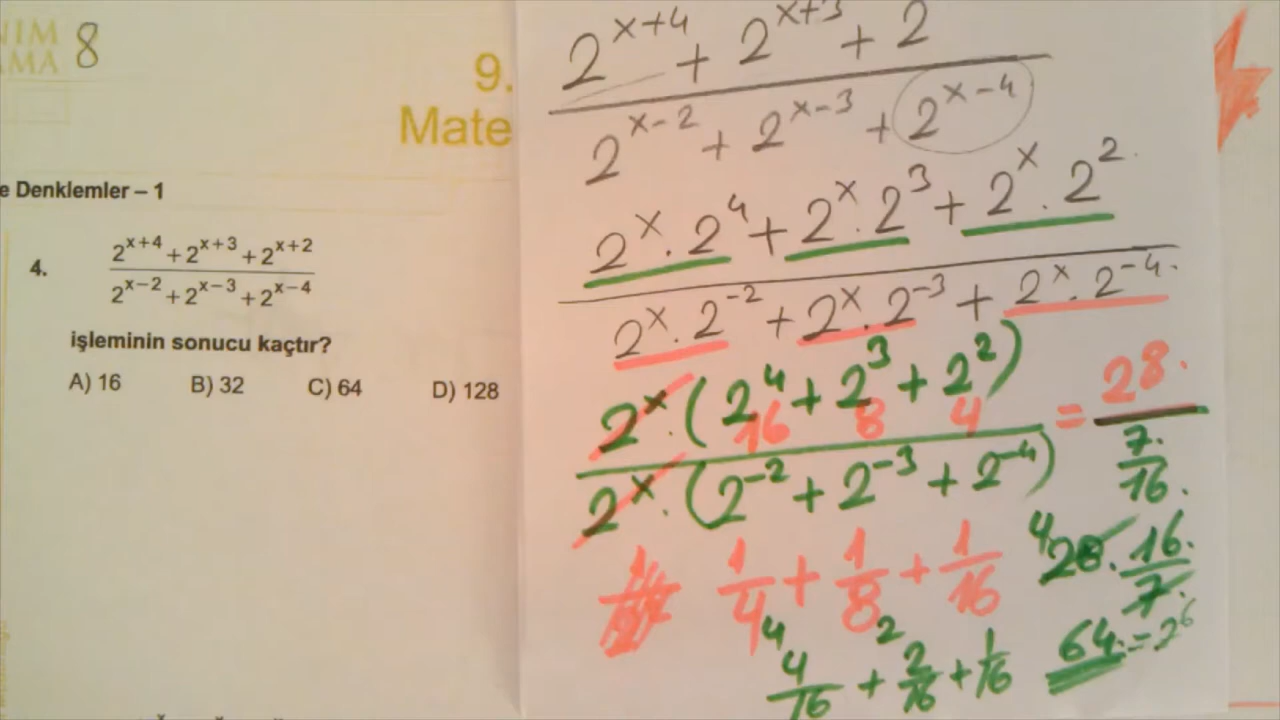 NIM 8
AMA
9.
Mate
e Denklemler – 1
4. 2^{x+4} + 2^{x+3} + 2^{x+2}
2^{x–2} + 2^{x–3} + 2^{x–4}
işleminin sonucu kaçtır?
A) 16 B) 32 C) 64 D) 128
2^{x+4} + 2^{x+3} + 2
2^{x-2} + 2^{x-3} + 2^{x-4}
2^x . 2^4 + 2^x . 2^3 + 2^x . 2^2
2^x . 2^{-2} + 2^x . 2^{-3} + 2^x . 2^{-4}
2^x . (2^4 + 2^3 + 2^2) = 28
16 8 4
2^x . (2^{-2} + 2^{-3} + 2^{-4}) 7/16
1/4 + 1/8 + 1/16
4 2
4/16 + 2/16 + 1/16
4 28 . 16/7
64 = 2^6